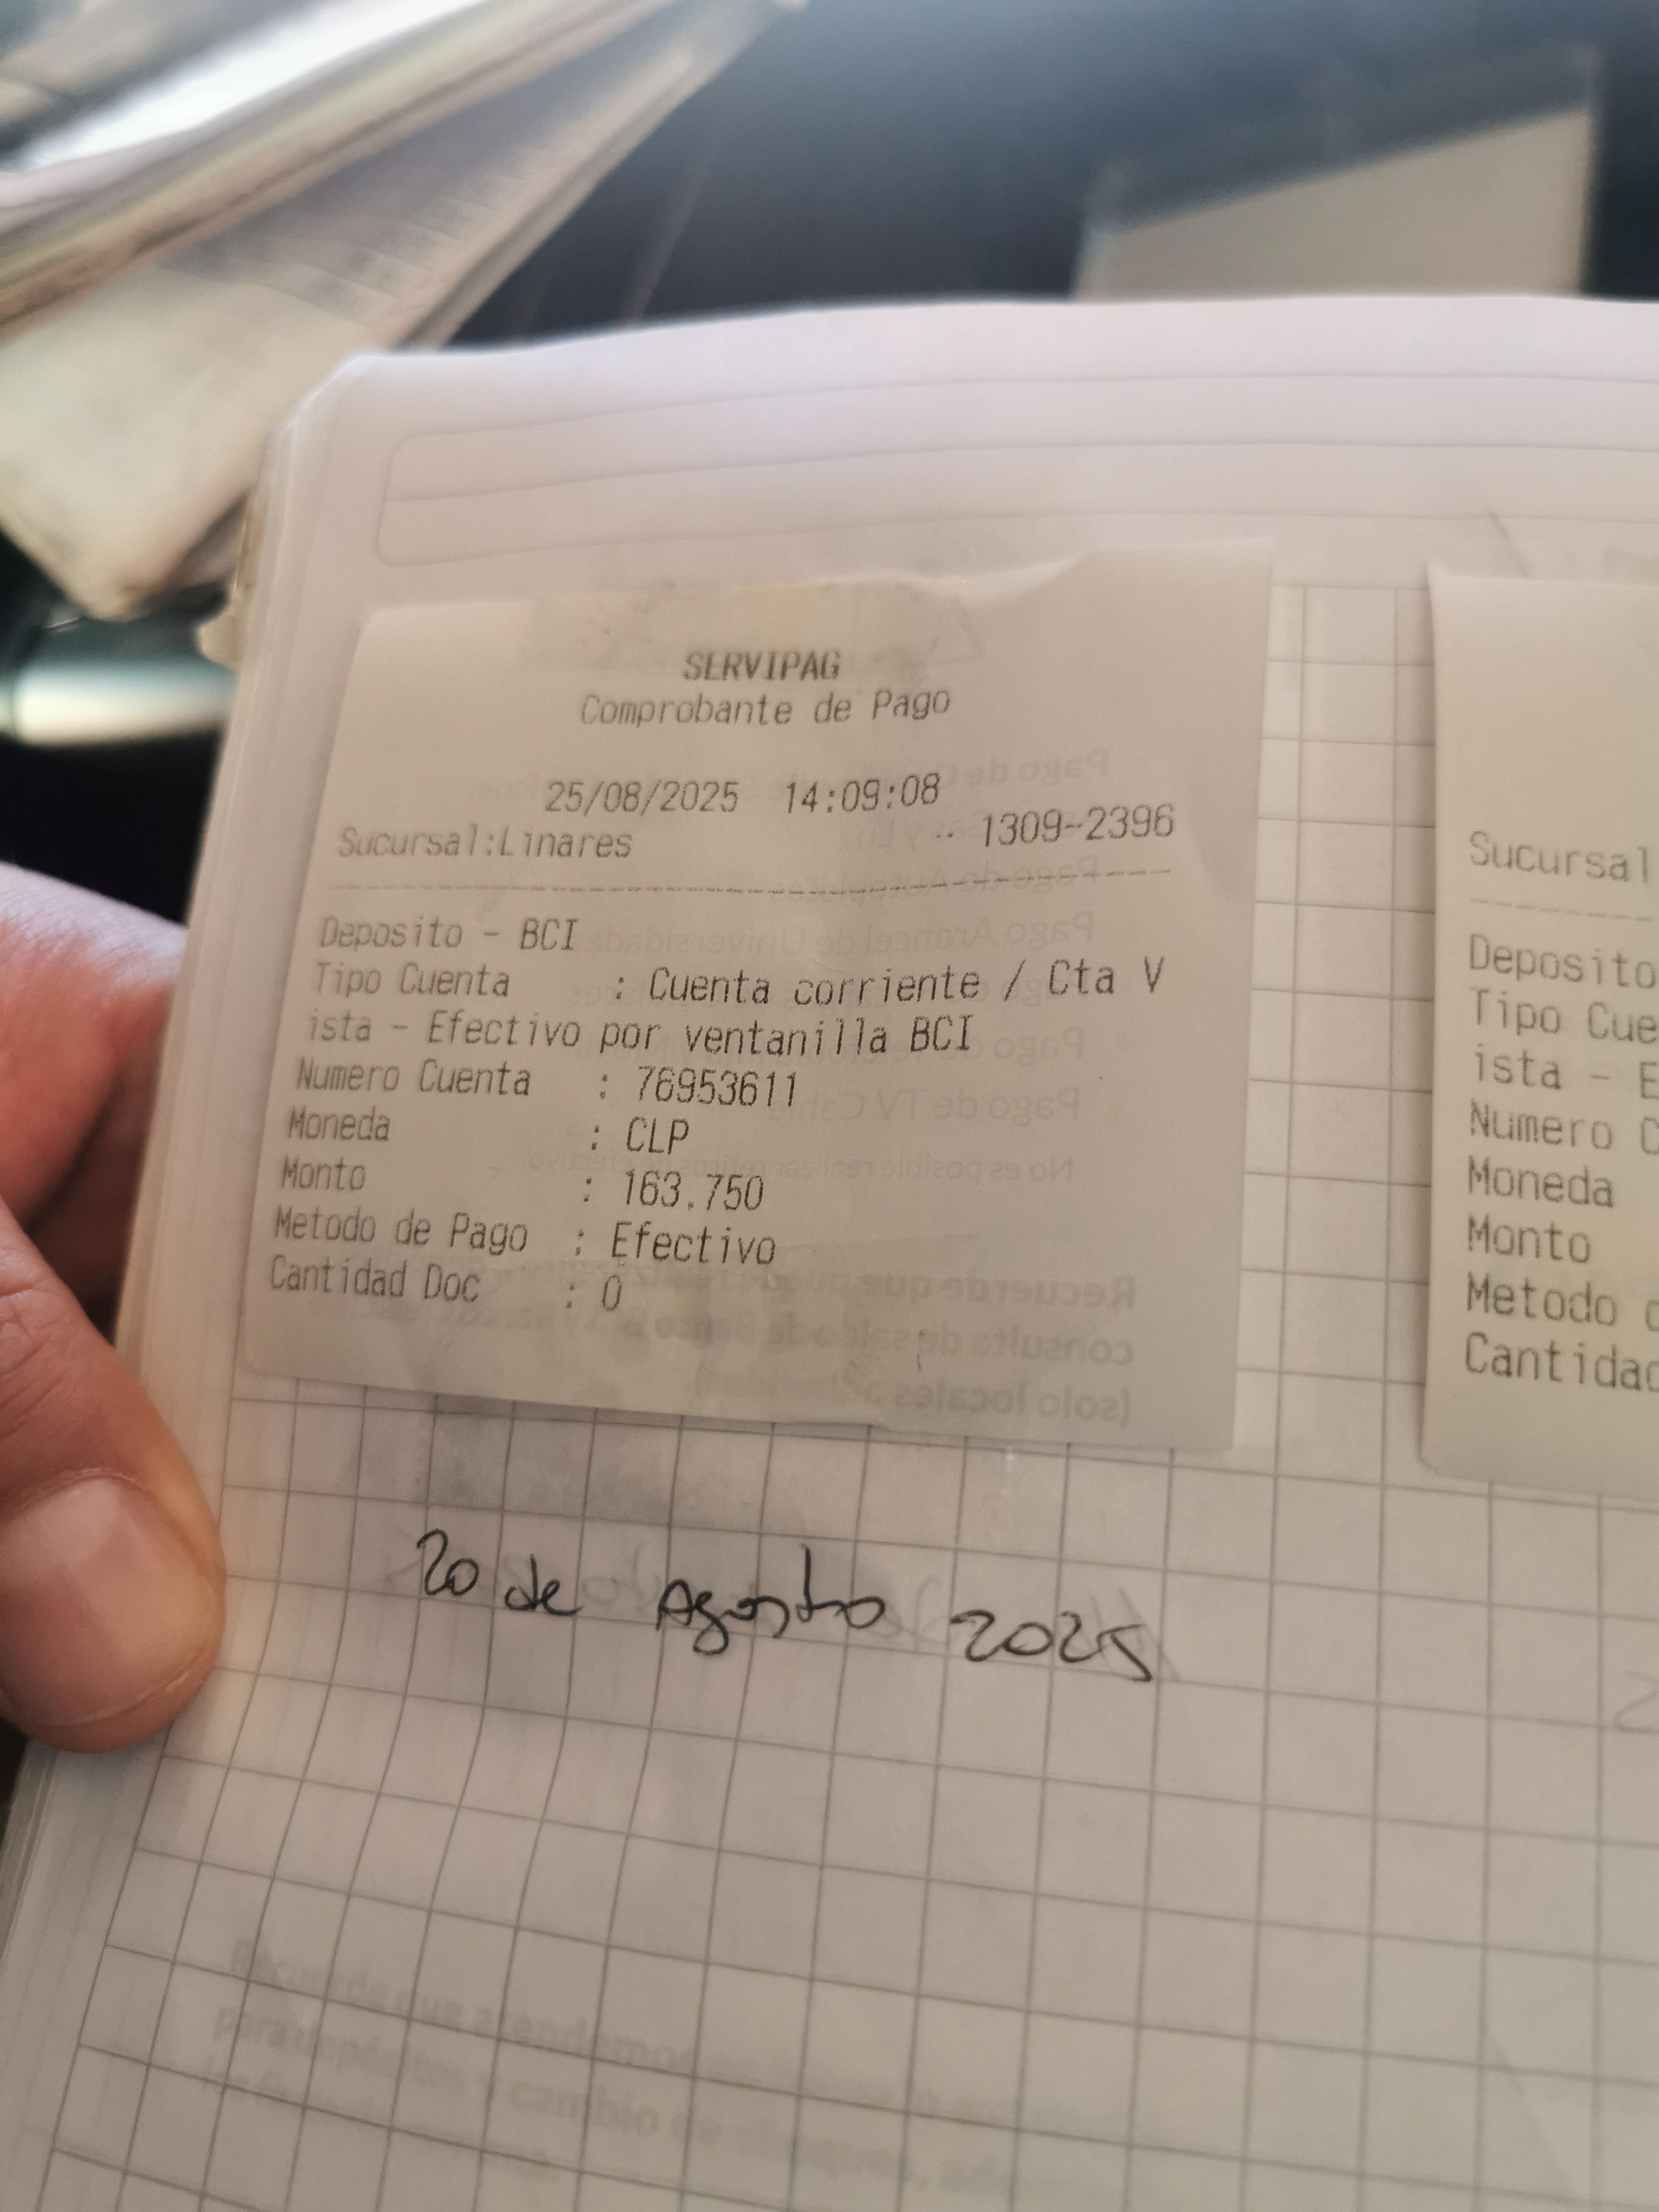 SERVIPAG
Comprobante de Pago
25/08/2025 14:09:08
Sucursal:Linares 1309-2396
Deposito - BCI
Tipo Cuenta : Cuenta corriente / Cta V
ista - Efectivo por ventanilla BCI
Numero Cuenta : 76953611
Moneda : CLP
Monto : 163.750
Metodo de Pago : Efectivo
Cantidad Doc : 0
20 de Agosto 2025
Sucursal
Deposito
Tipo Cue
ista - E
Numero C
Moneda
Monto
Metodo d
Cantidad